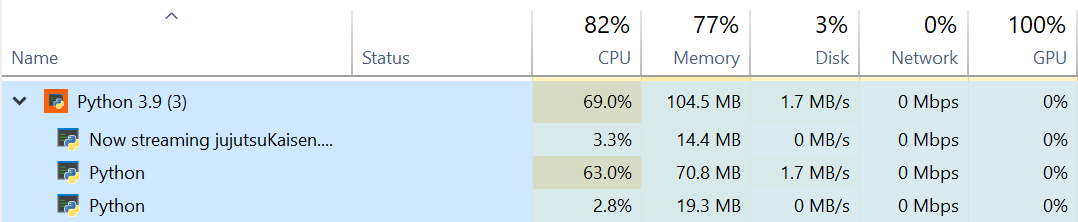 82% 77% 3% 0% 100%
Name Status CPU Memory Disk Network GPU
Python 3.9 (3) 69.0% 104.5 MB 1.7 MB/s 0 Mbps 0%
Now streaming jujutsuKaisen.... 3.3% 14.4 MB 0 MB/s 0 Mbps 0%
Python 63.0% 70.8 MB 1.7 MB/s 0 Mbps 0%
Python 2.8% 19.3 MB 0 MB/s 0 Mbps 0%